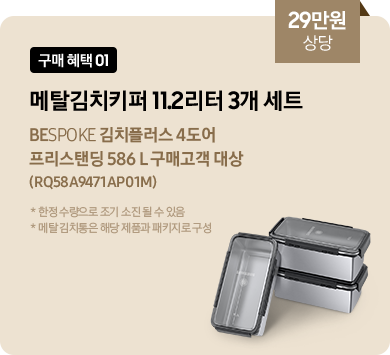 29만원
상당
구매 혜택 01
메탈김치키퍼 11.2리터 3개 세트
BESPOKE 김치플러스 4도어
프리스탠딩 586 L 구매고객 대상
(RQ58A9471AP01M)
* 한정 수량으로 조기 소진 될 수 있음
* 메탈 김치통은 해당 제품과 패키지로 구성